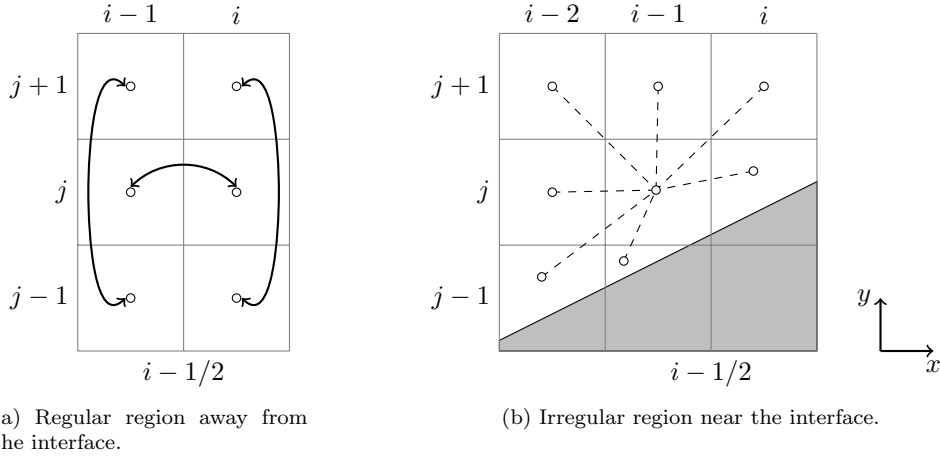 i − 1 i
j + 1
j
j − 1
i − 1/2
a) Regular region away from
he interface.
i − 2 i − 1 i
j + 1
j
j − 1
i − 1/2
y
x
(b) Irregular region near the interface.